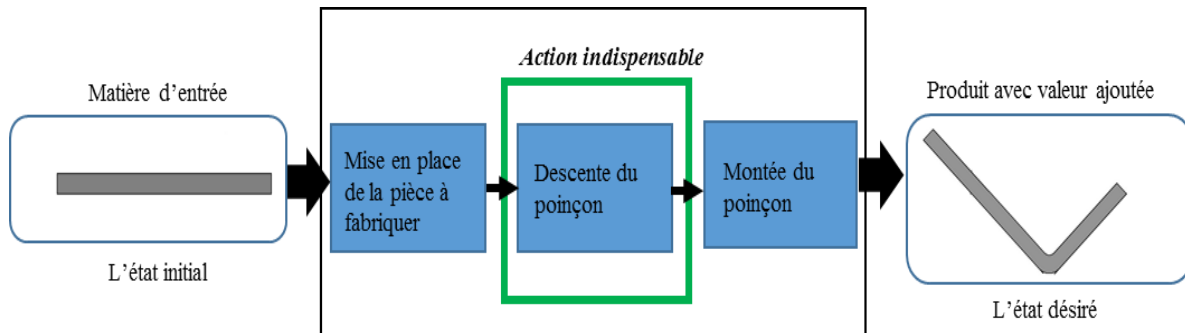 Action indispensable
Matière d'entrée
L'état initial
Mise en place
de la pièce à
fabriquer
Descente du
poinçon
Montée du
poinçon
Produit avec valeur ajoutée
L'état désiré